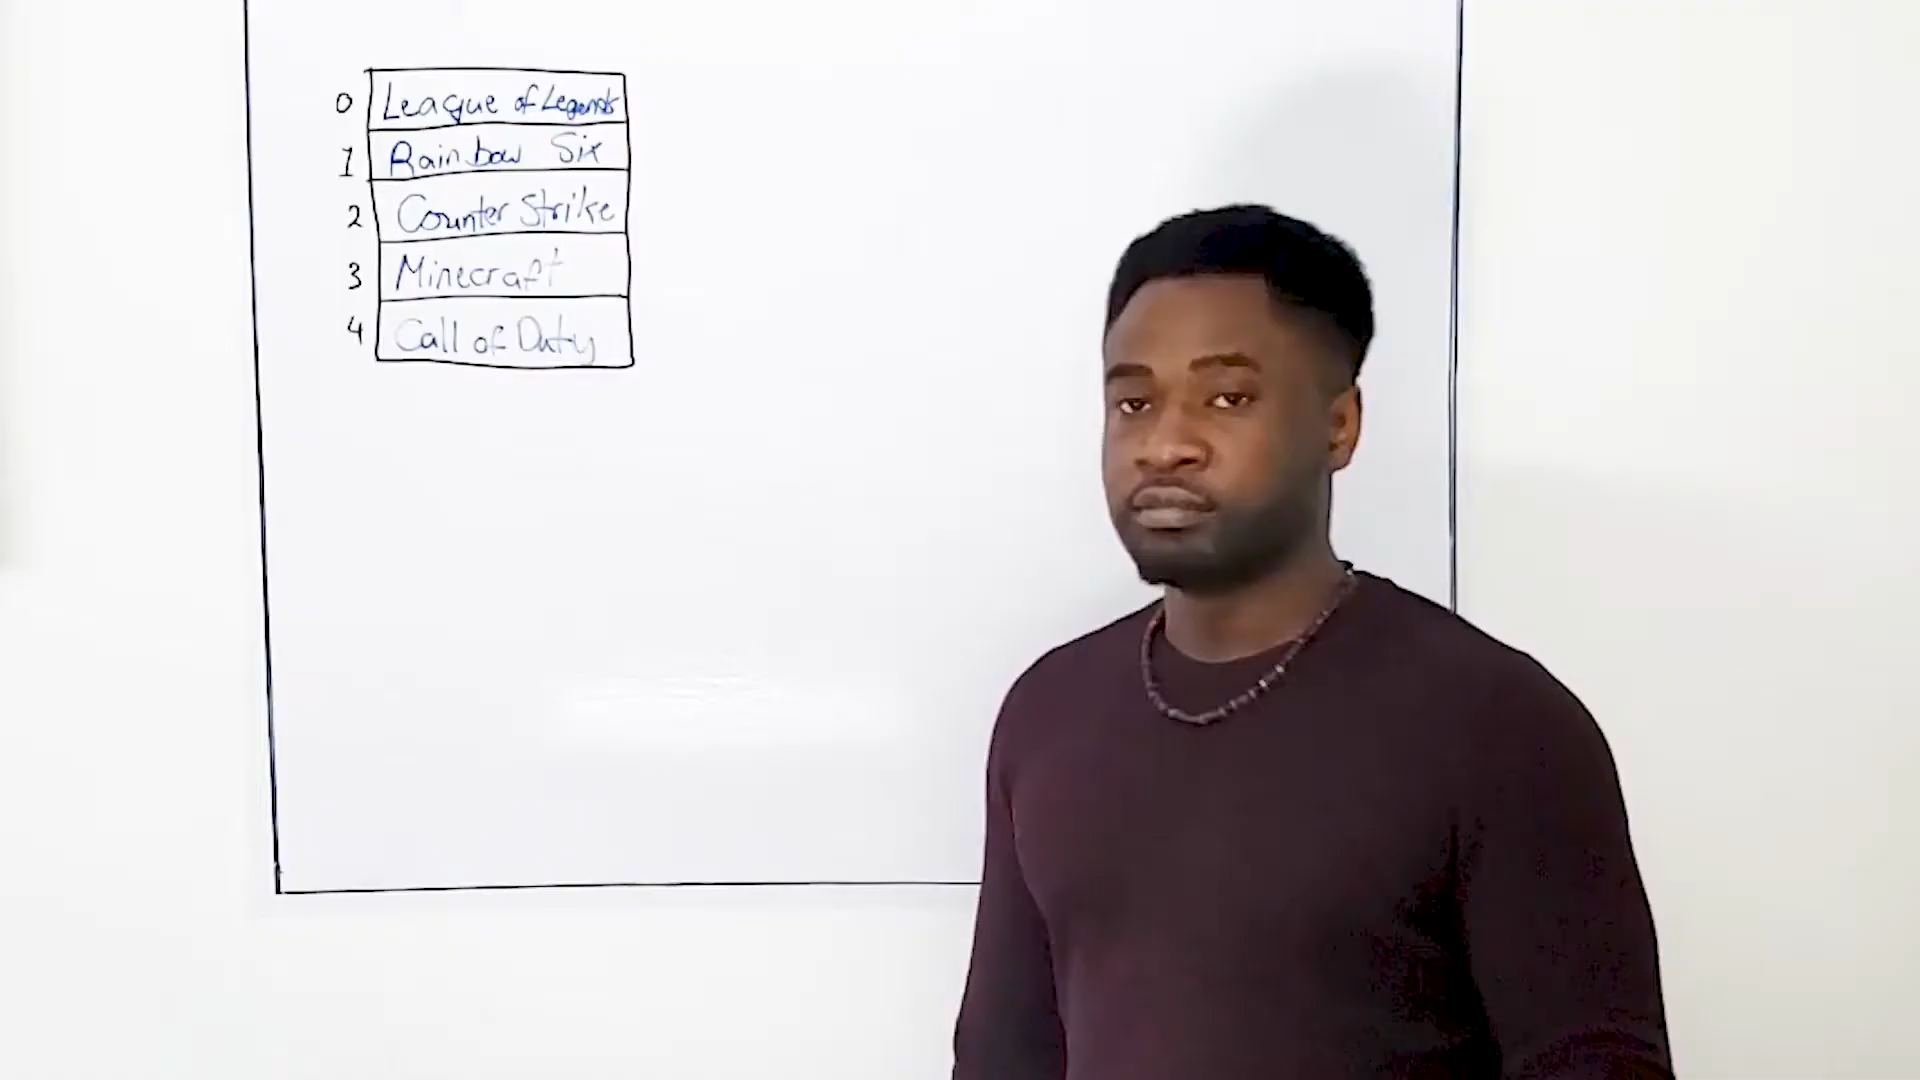 0 League of Legends
1 Rainbow Six
2 Counter Strike
3 Minecraft
4 Call of Duty